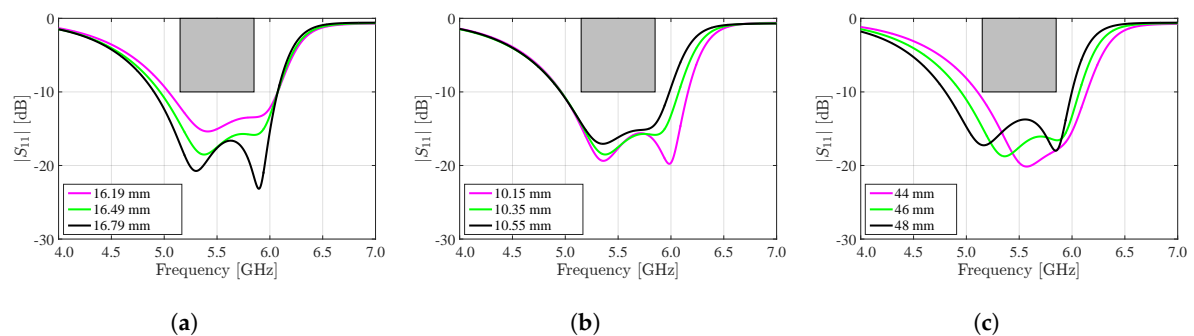 0
-10
-20
-30
|S11| [dB]
16.19 mm
16.49 mm
16.79 mm
4.0 4.5 5.0 5.5 6.0 6.5 7.0
Frequency [GHz]
(a)
0
-10
-20
-30
|S11| [dB]
10.15 mm
10.35 mm
10.55 mm
4.0 4.5 5.0 5.5 6.0 6.5 7.0
Frequency [GHz]
(b)
0
-10
-20
-30
|S11| [dB]
44 mm
46 mm
48 mm
4.0 4.5 5.0 5.5 6.0 6.5 7.0
Frequency [GHz]
(c)